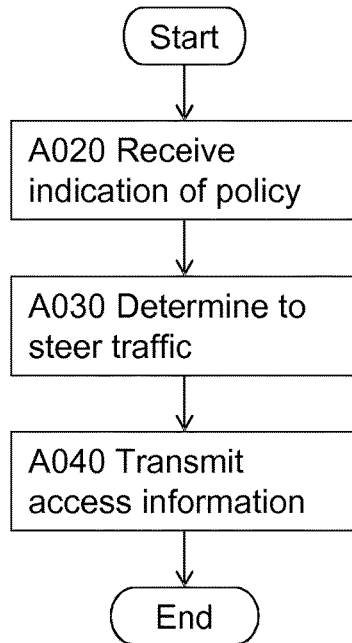 Start
A020 Receive
indication of policy
A030 Determine to
steer traffic
A040 Transmit
access information
End